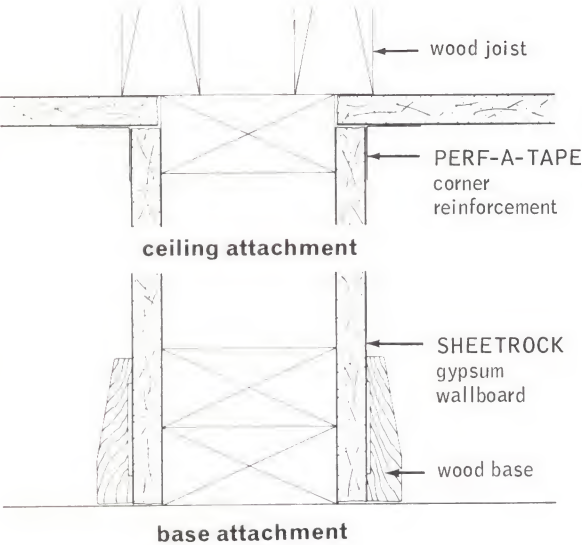 wood joist
PERF-A-TAPE
corner
reinforcement
ceiling attachment
SHEETROCK
gypsum
wallboard
wood base
base attachment